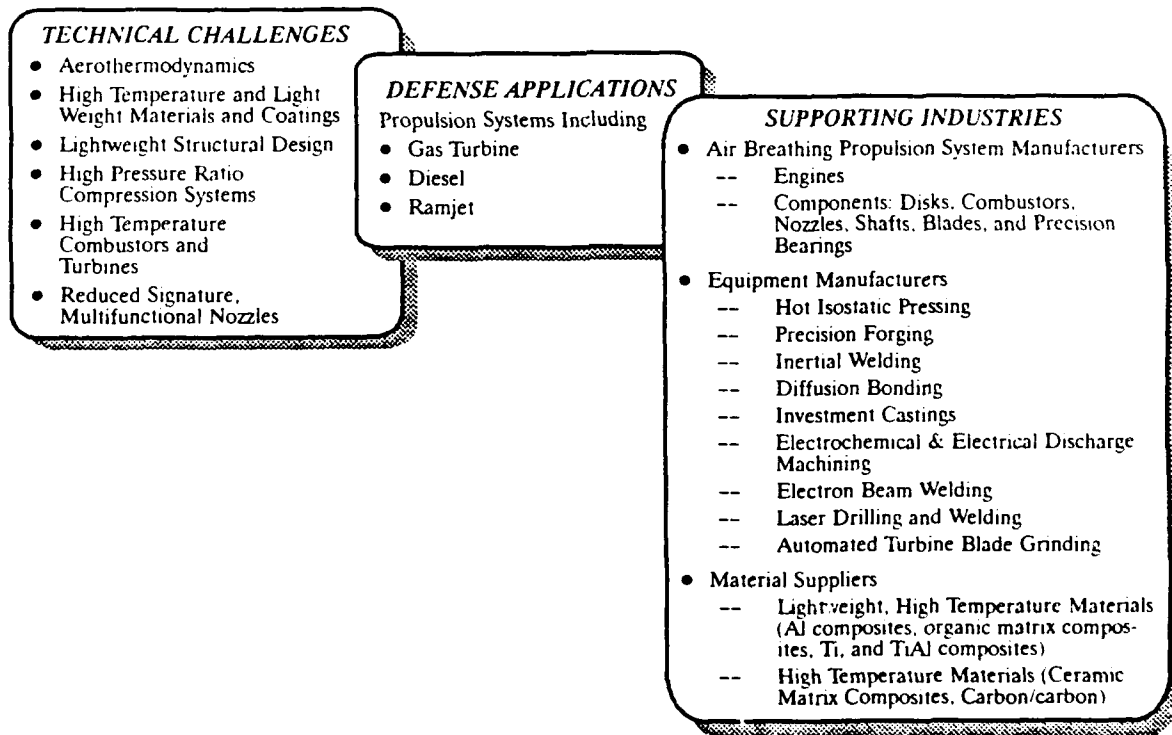 TECHNICAL CHALLENGES
● Aerothermodynamics
● High Temperature and Light
Weight Materials and Coatings
● Lightweight Structural Design
● High Pressure Ratio
Compression Systems
● High Temperature
Combustors and
Turbines
● Reduced Signature,
Multifunctional Nozzles
DEFENSE APPLICATIONS
Propulsion Systems Including
● Gas Turbine
● Diesel
● Ramjet
SUPPORTING INDUSTRIES
● Air Breathing Propulsion System Manufacturers
-- Engines
-- Components: Disks, Combustors,
Nozzles, Shafts, Blades, and Precision
Bearings
● Equipment Manufacturers
-- Hot Isostatic Pressing
-- Precision Forging
-- Inertial Welding
-- Diffusion Bonding
-- Investment Castings
-- Electrochemical & Electrical Discharge
Machining
-- Electron Beam Welding
-- Laser Drilling and Welding
-- Automated Turbine Blade Grinding
● Material Suppliers
-- Lightweight, High Temperature Materials
(Al composites, organic matrix compos-
ites, Ti, and TiAl composites)
-- High Temperature Materials (Ceramic
Matrix Composites, Carbon/carbon)